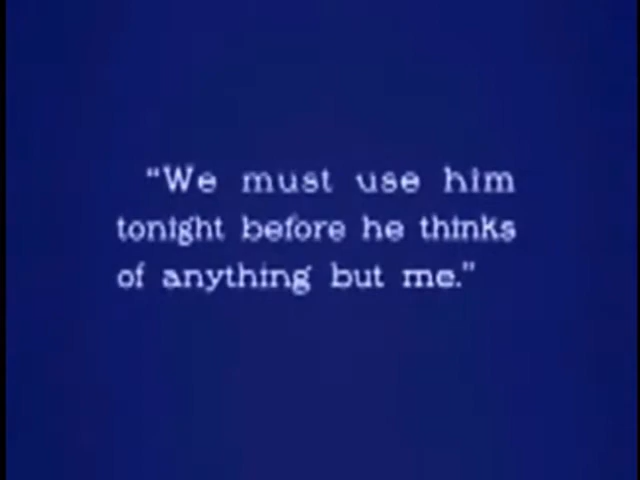 “We must use him
tonight before he thinks
of anything but me.”